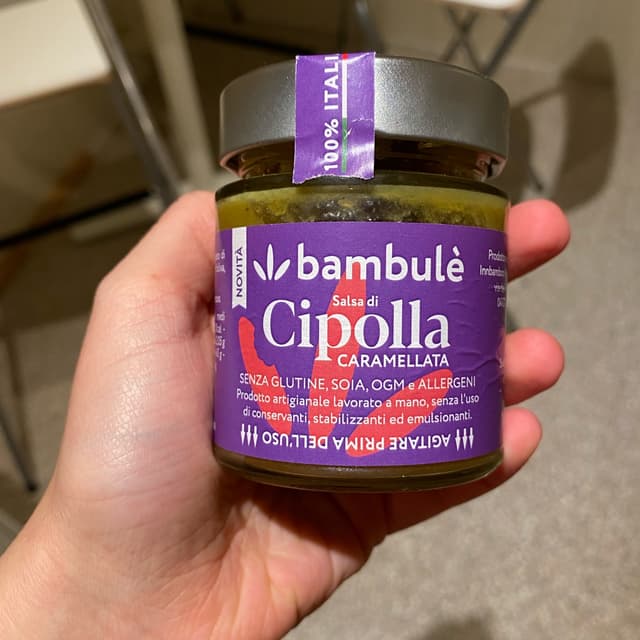 100% ITALI
NOVITÀ
bambulè
Salsa di
Cipolla
CARAMELLATA
SENZA GLUTINE, SOIA, OGM e ALLERGENI
Prodotto artigianale lavorato a mano, senza l'uso
di conservanti, stabilizzanti ed emulsionanti.
AGITARE PRIMA DELL'USO